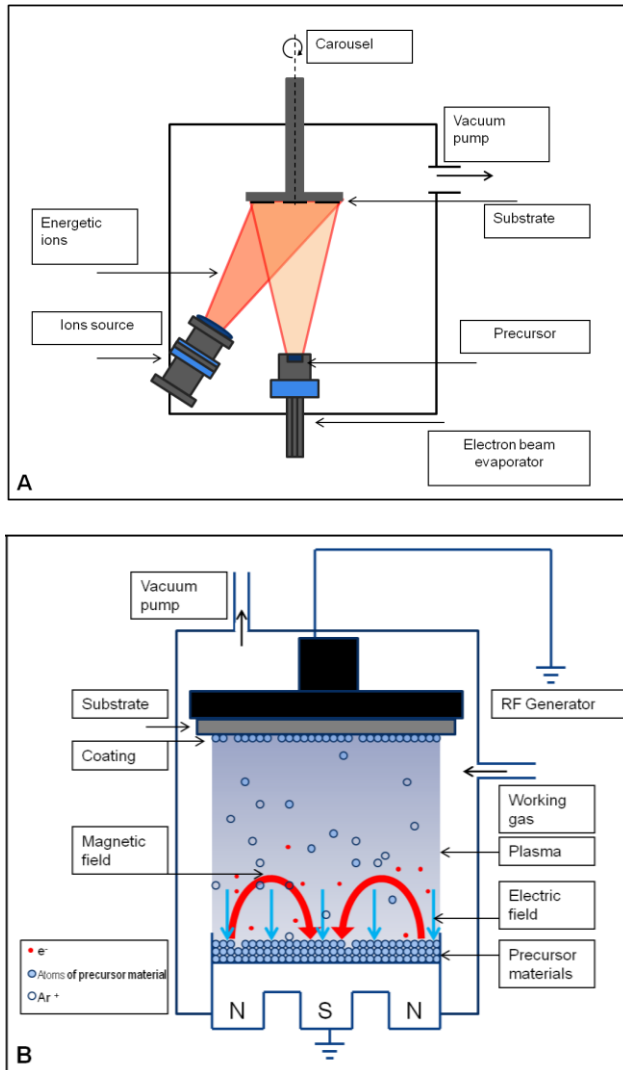 Carousel
Vacuum
pump
Energetic
ions
Substrate
Ions source
Precursor
Electron beam
evaporator
A
Vacuum
pump
Substrate
RF Generator
Coating
Working
gas
Magnetic
field
Plasma
Electric
field
e-
Atoms of precursor material
Ar +
Precursor
materials
N S N
B